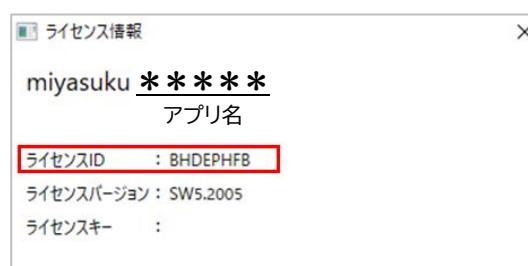 ライセンス情報
miyasuku *****
アプリ名
ライセンスID : BHDEPHFB
ライセンスバージョン : SW5.2005
ライセンスキー :